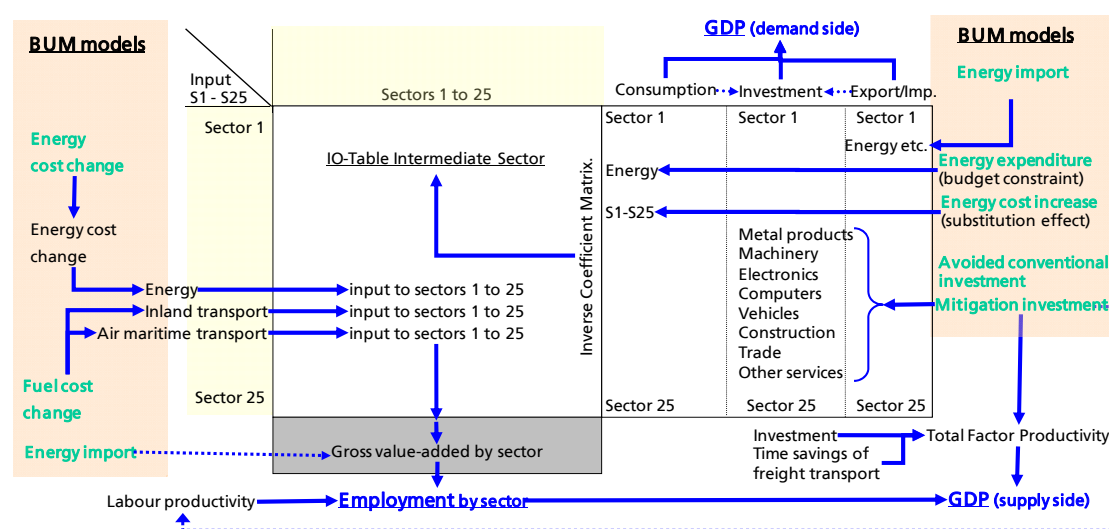 BUM models
Energy
cost change
Energy cost
change
Fuel cost
change
Energy import
Input
S1 - S25
Sectors 1 to 25
Sector 1
IO-Table Intermediate Sector
Energy
input to sectors 1 to 25
Inland transport
input to sectors 1 to 25
Air maritime transport
input to sectors 1 to 25
Sector 25
Gross value-added by sector
Labour productivity
Employment by sector
Inverse Coefficient Matrix.
GDP (demand side)
Consumption
Investment
Export/Imp.
Sector 1
Sector 1
Sector 1
Energy etc.
Energy
S1-S25
Metal products
Machinery
Electronics
Computers
Vehicles
Construction
Trade
Other services
Sector 25
Sector 25
Sector 25
BUM models
Energy import
Energy expenditure
(budget constraint)
Energy cost increase
(substitution effect)
Avoided conventional
investment
Mitigation investment
Investment
Time savings of
freight transport
Total Factor Productivity
GDP (supply side)